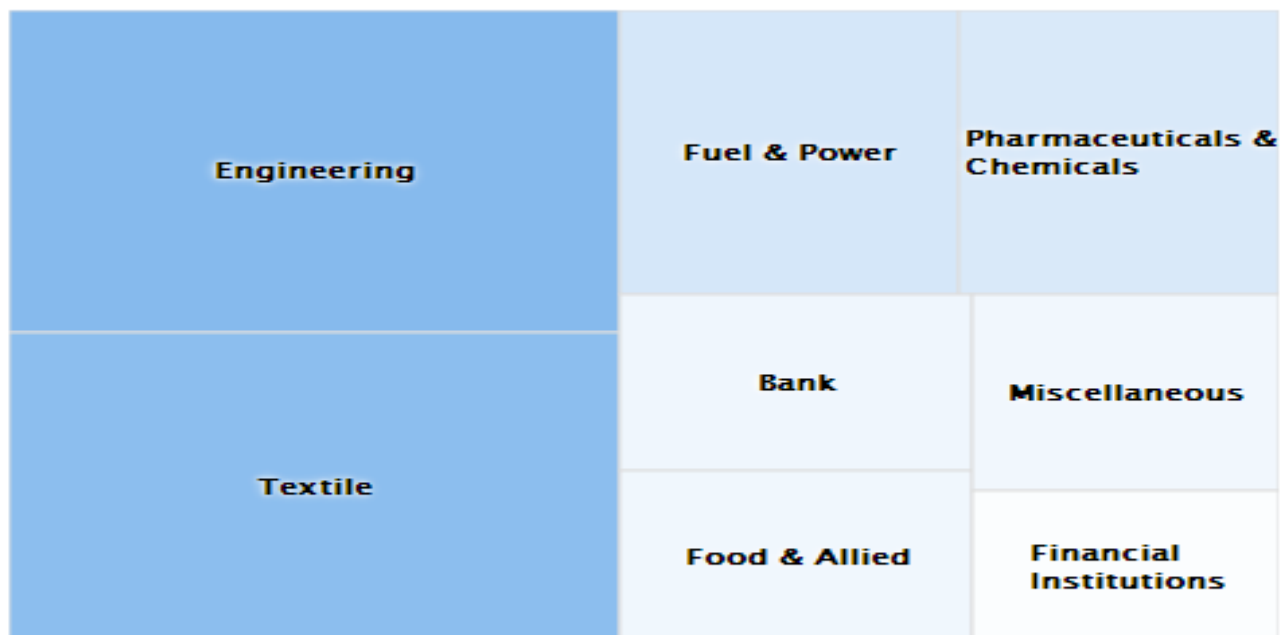 Engineering
Fuel & Power
Pharmaceuticals &
Chemicals
Textile
Bank
Miscellaneous
Food & Allied
Financial
Institutions